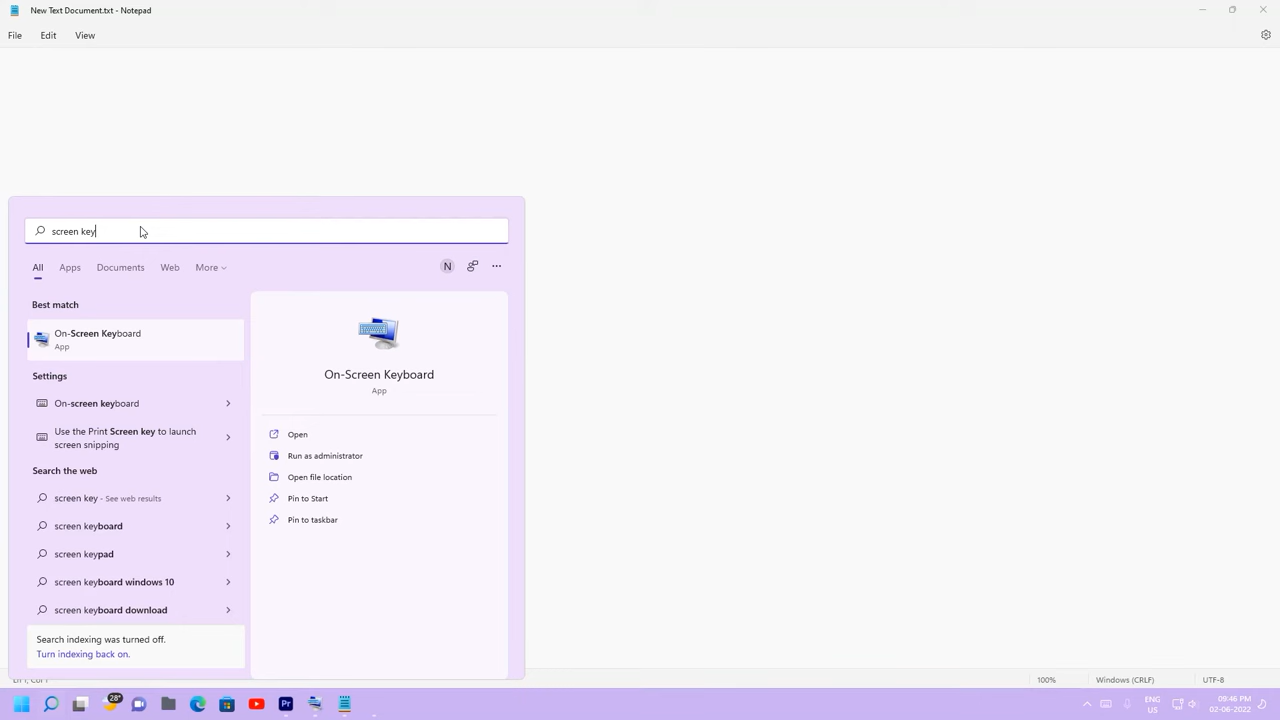 New Text Document.txt - Notepad
File Edit View
screen key
All Apps Documents Web More
N
Best match
On-Screen Keyboard
App
On-Screen Keyboard
App
Settings
On-screen keyboard
Use the Print Screen key to launch
screen snipping
Open
Run as administrator
Open file location
Pin to Start
Pin to taskbar
Search the web
screen key - See web results
screen keyboard
screen keypad
screen keyboard windows 10
screen keyboard download
Search indexing was turned off.
Turn indexing back on.
100% Windows (CRLF) UTF-8
28°
Pr
ENG
US
09:46 PM
02-06-2022